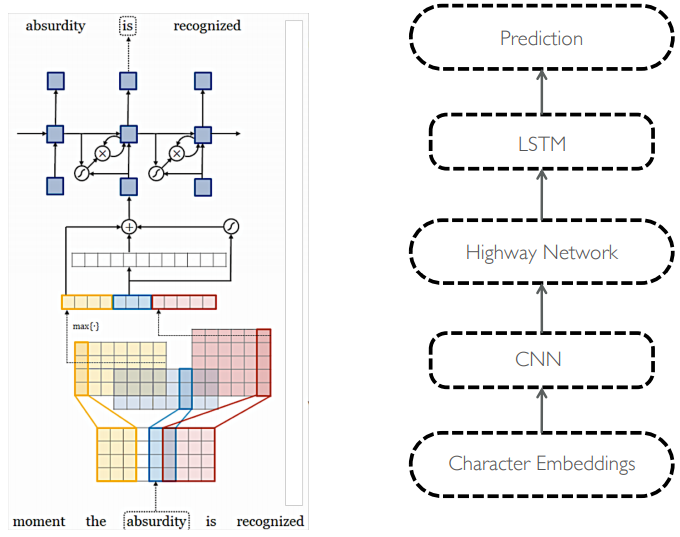 absurdity is recognized
max{·}
moment the absurdity is recognized
Prediction
LSTM
Highway Network
CNN
Character Embeddings